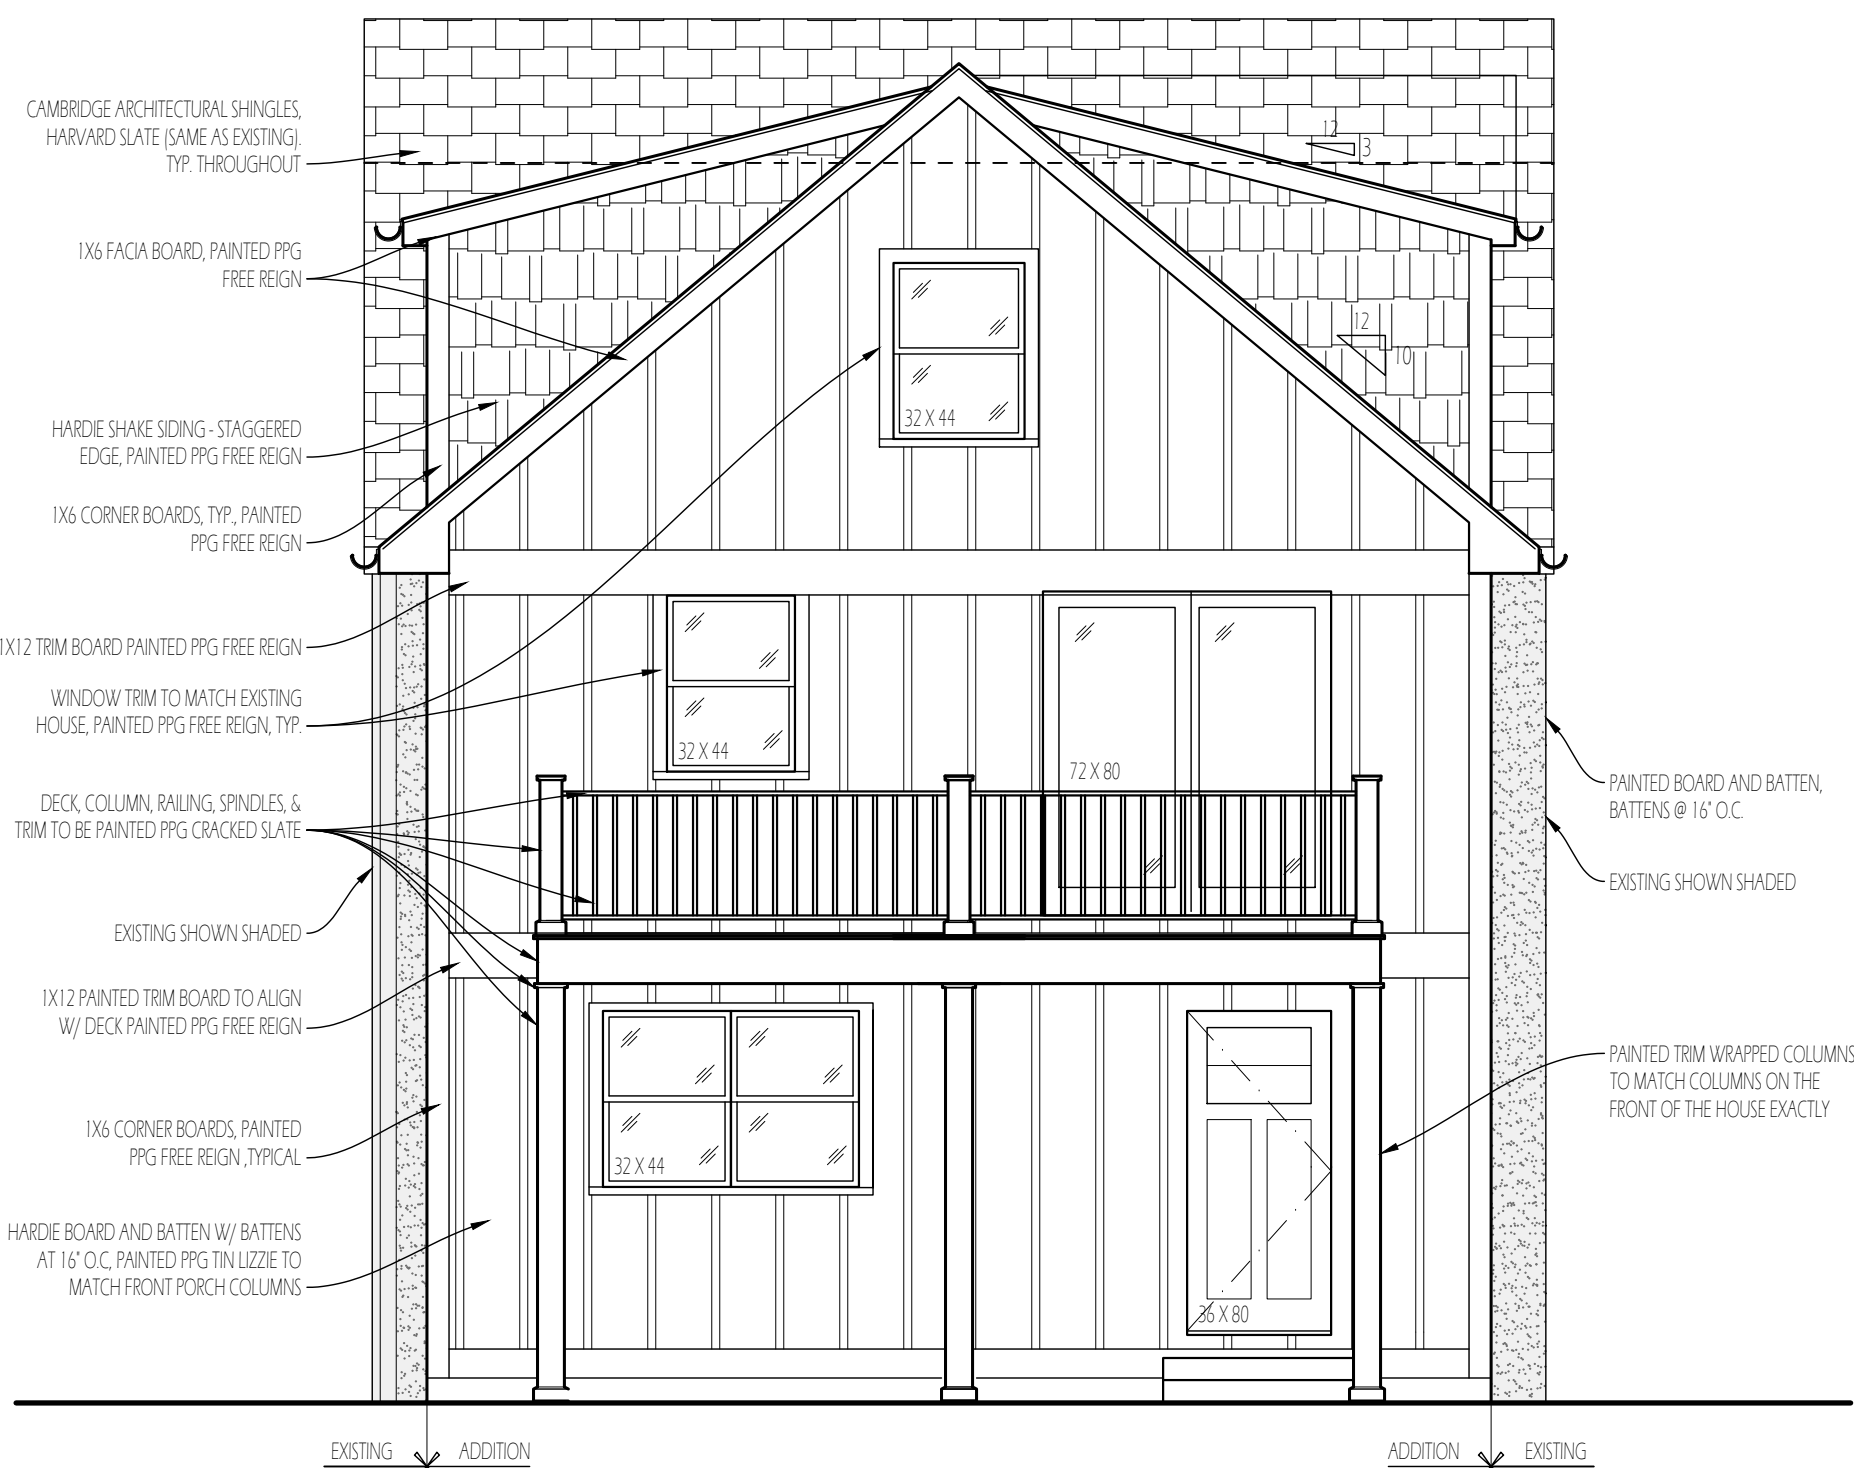 CAMBRIDGE ARCHITECTURAL SHINGLES,
HARVARD SLATE (SAME AS EXISTING).
TYP. THROUGHOUT
1X6 FACIA BOARD, PAINTED PPG
FREE REIGN
HARDIE SHAKE SIDING - STAGGERED
EDGE, PAINTED PPG FREE REIGN
1X6 CORNER BOARDS, TYP., PAINTED
PPG FREE REIGN
1X12 TRIM BOARD PAINTED PPG FREE REIGN
WINDOW TRIM TO MATCH EXISTING
HOUSE, PAINTED PPG FREE REIGN, TYP.
DECK, COLUMN, RAILING, SPINDLES, &
TRIM TO BE PAINTED PPG CRACKED SLATE
EXISTING SHOWN SHADED
1X12 PAINTED TRIM BOARD TO ALIGN
W/ DECK PAINTED PPG FREE REIGN
1X6 CORNER BOARDS, PAINTED
PPG FREE REIGN ,TYPICAL
HARDIE BOARD AND BATTEN W/ BATTENS
AT 16" O.C, PAINTED PPG TIN LIZZIE TO
MATCH FRONT PORCH COLUMNS
12
3
12
10
32 X 44
32 X 44
72 X 80
32 X 44
36 X 80
PAINTED BOARD AND BATTEN,
BATTENS @ 16" O.C.
EXISTING SHOWN SHADED
PAINTED TRIM WRAPPED COLUMNS
TO MATCH COLUMNS ON THE
FRONT OF THE HOUSE EXACTLY
EXISTING
ADDITION
ADDITION
EXISTING